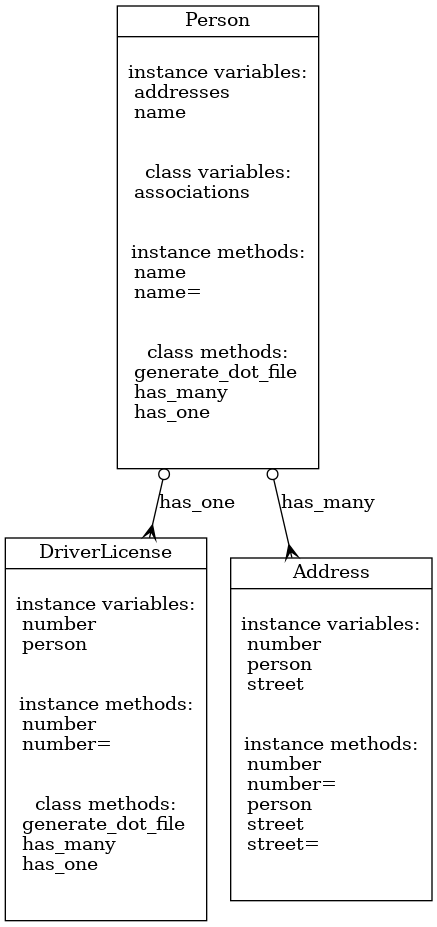 Person
instance variables:
addresses
name
class variables:
associations
instance methods:
name
name=
class methods:
generate_dot_file
has_many
has_one
has_one
has_many
DriverLicense
instance variables:
number
person
instance methods:
number
number=
class methods:
generate_dot_file
has_many
has_one
Address
instance variables:
number
person
street
instance methods:
number
number=
person
street
street=